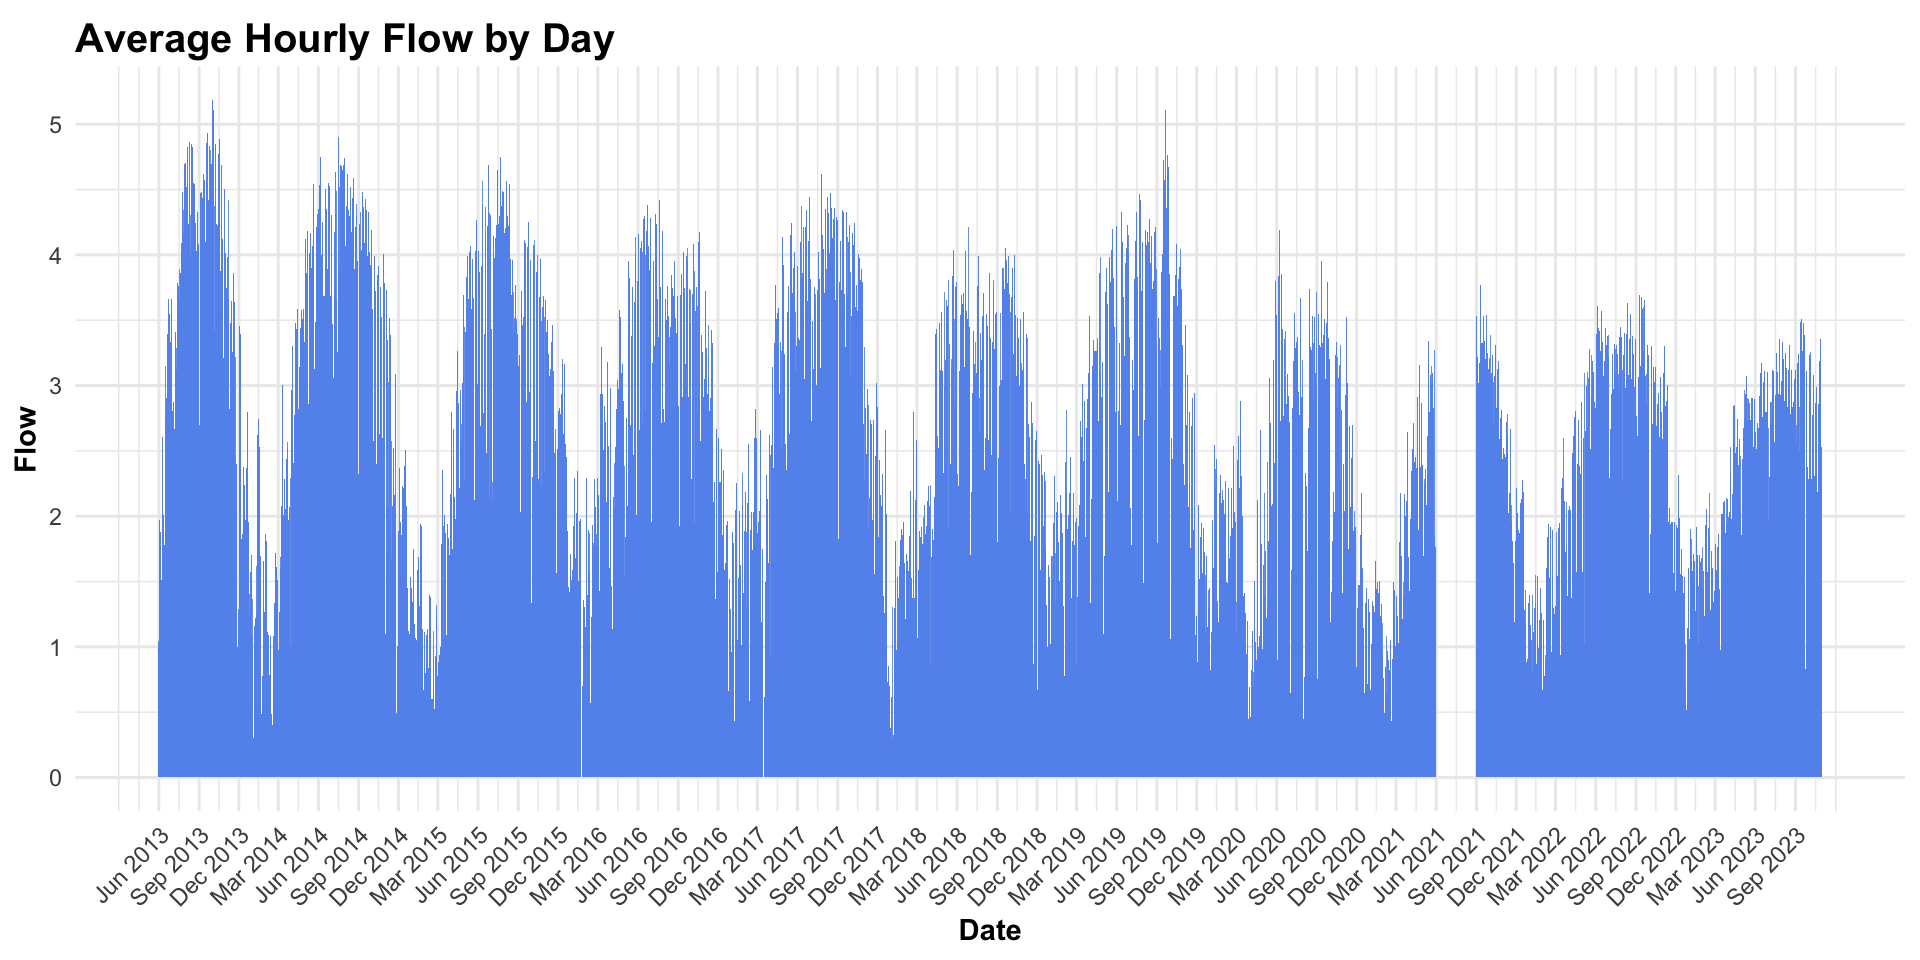 Average Hourly Flow by Day
5
4
3
2
1
0
Flow
Jun 2013
Sep 2013
Dec 2013
Mar 2014
Jun 2014
Sep 2014
Dec 2014
Mar 2015
Jun 2015
Sep 2015
Dec 2015
Mar 2016
Jun 2016
Sep 2016
Dec 2016
Mar 2017
Jun 2017
Sep 2017
Dec 2017
Mar 2018
Jun 2018
Sep 2018
Dec 2018
Mar 2019
Jun 2019
Sep 2019
Dec 2019
Mar 2020
Jun 2020
Sep 2020
Dec 2020
Mar 2021
Jun 2021
Sep 2021
Dec 2021
Mar 2022
Jun 2022
Sep 2022
Dec 2022
Mar 2023
Jun 2023
Sep 2023
Date